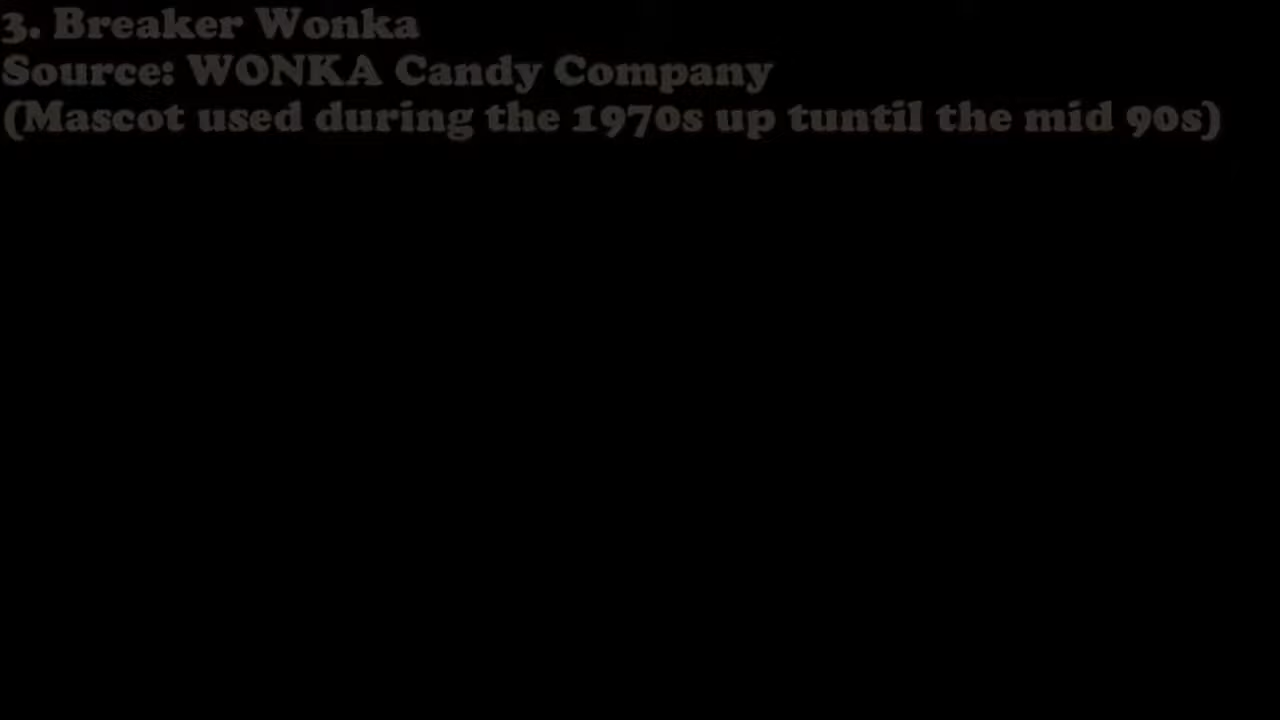 3. Breaker Wonka
Source: WONKA Candy Company
(Mascot used during the 1970s up tuntil the mid 90s)